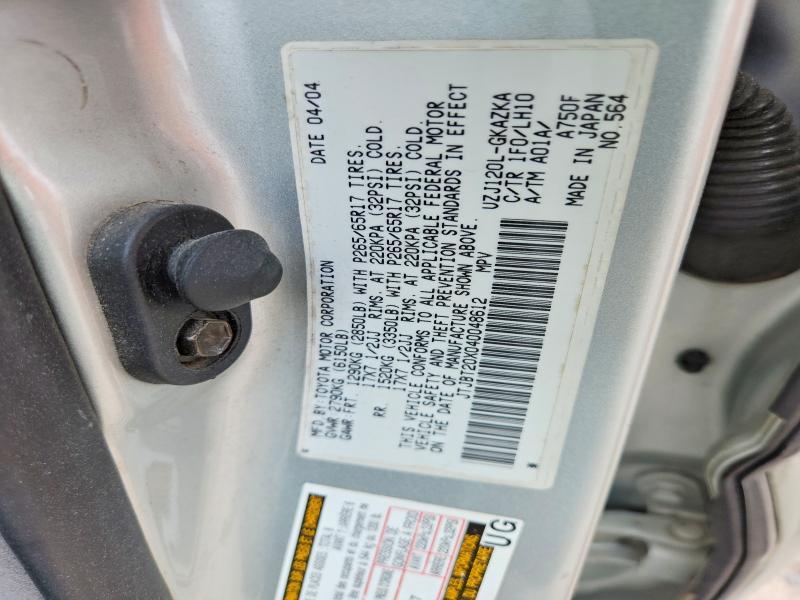 MFD BY TOYOTA MOTOR CORPORATION DATE 04/04
GVWR 2790KG (6150LB)
GAWR FRT. 1290KG (2850LB) WITH P265/65R17 TIRES.
17X7 1/2JJ RIMS. AT 220KPA (32PSI) COLD.
RR. 1520KG (3350LB) WITH P265/65R17 TIRES.
17X7 1/2JJ RIMS. AT 220KPA (32PSI) COLD.
THIS VEHICLE CONFORMS TO ALL APPLICABLE FEDERAL MOTOR
VEHICLE SAFETY AND THEFT PREVENTION STANDARDS IN EFFECT
ON THE DATE OF MANUFACTURE SHOWN ABOVE.
JTJBT20X040048612 MPV
UZJ120L-GKAZKA
C/TR 1F0/LH10
A/TM A01A/
A750F
MADE IN JAPAN
NO.564
UG